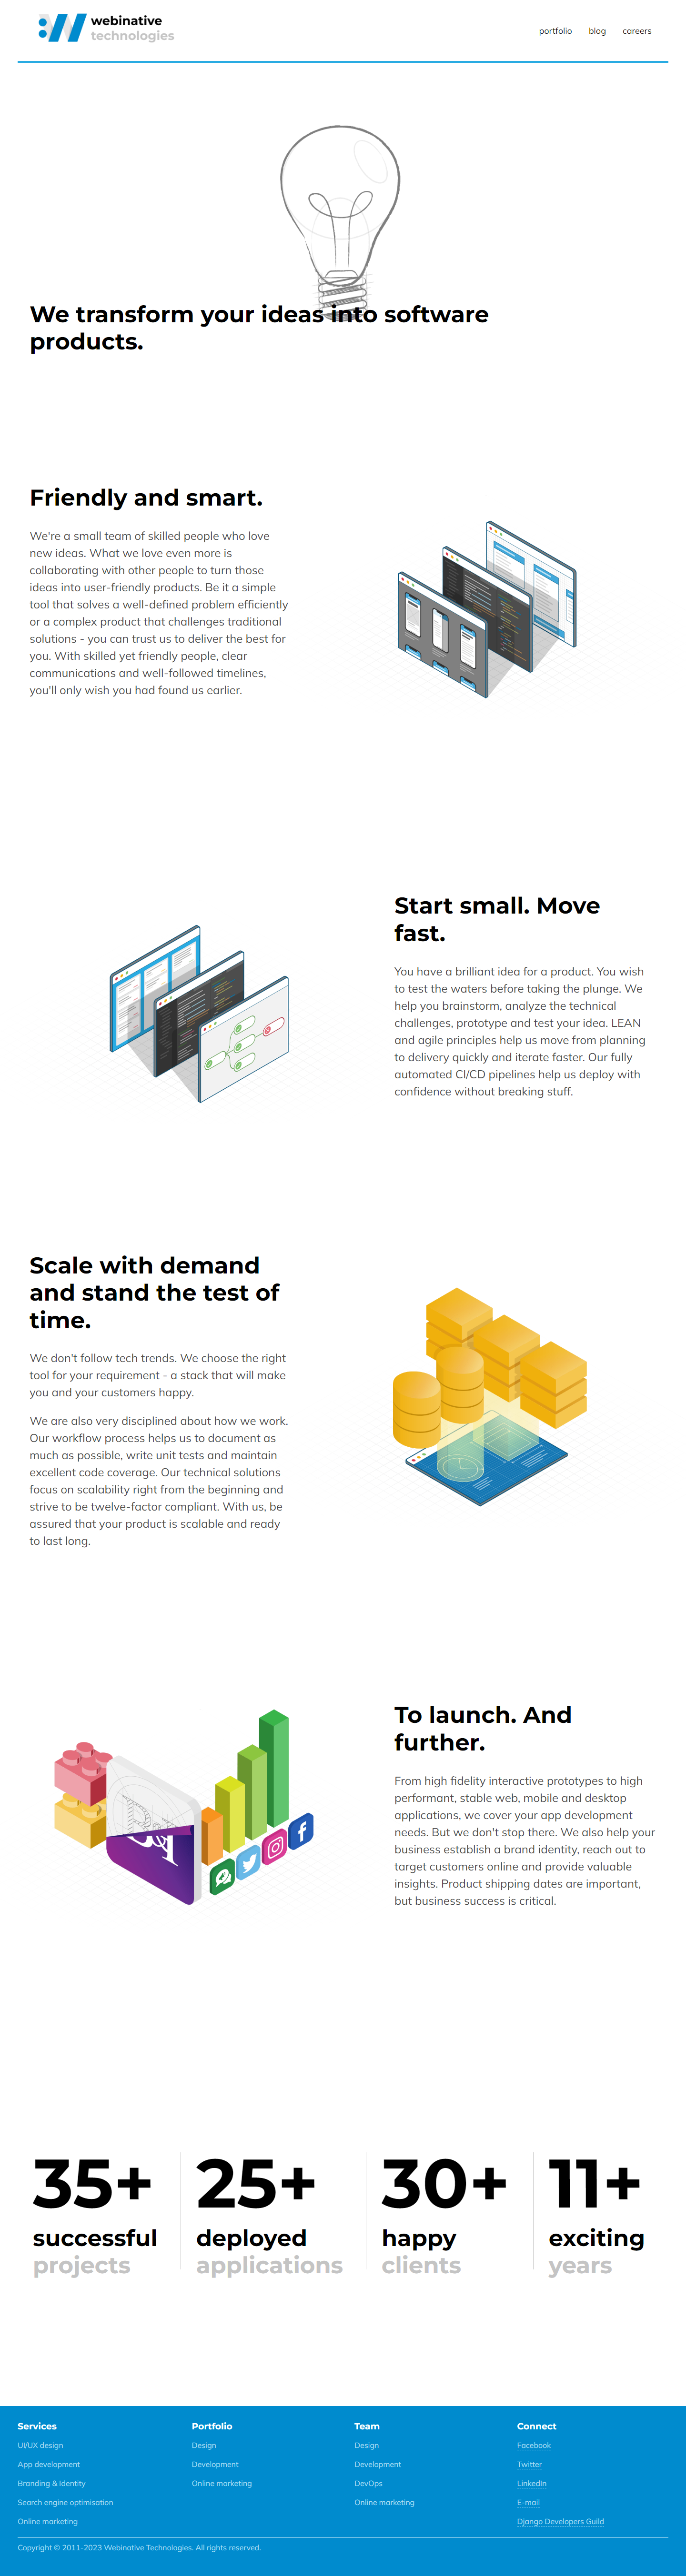 webinative
technologies
portfolio blog careers
We transform your ideas into software
products.
Friendly and smart.
We're a small team of skilled people who love
new ideas. What we love even more is
collaborating with other people to turn those
ideas into user-friendly products. Be it a simple
tool that solves a well-defined problem efficiently
or a complex product that challenges traditional
solutions - you can trust us to deliver the best for
you. With skilled yet friendly people, clear
communications and well-followed timelines,
you'll only wish you had found us earlier.
Start small. Move
fast.
You have a brilliant idea for a product. You wish
to test the waters before taking the plunge. We
help you brainstorm, analyze the technical
challenges, prototype and test your idea. LEAN
and agile principles help us move from planning
to delivery quickly and iterate faster. Our fully
automated CI/CD pipelines help us deploy with
confidence without breaking stuff.
Scale with demand
and stand the test of
time.
We don't follow tech trends. We choose the right
tool for your requirement - a stack that will make
you and your customers happy.
We are also very disciplined about how we work.
Our workflow process helps us to document as
much as possible, write unit tests and maintain
excellent code coverage. Our technical solutions
focus on scalability right from the beginning and
strive to be twelve-factor compliant. With us, be
assured that your product is scalable and ready
to last long.
To launch. And
further.
From high fidelity interactive prototypes to high
performant, stable web, mobile and desktop
applications, we cover your app development
needs. But we don't stop there. We also help your
business establish a brand identity, reach out to
target customers online and provide valuable
insights. Product shipping dates are important,
but business success is critical.
35+ 25+ 30+ 11+
successful deployed happy exciting
projects applications clients years
Services Portfolio Team Connect
UI/UX design Design Design Facebook
App development Development Development Twitter
Branding & Identity Online marketing DevOps LinkedIn
Search engine optimisation Online marketing E-mail
Online marketing Django Developers Guild
Copyright © 2011-2023 Webinative Technologies. All rights reserved.